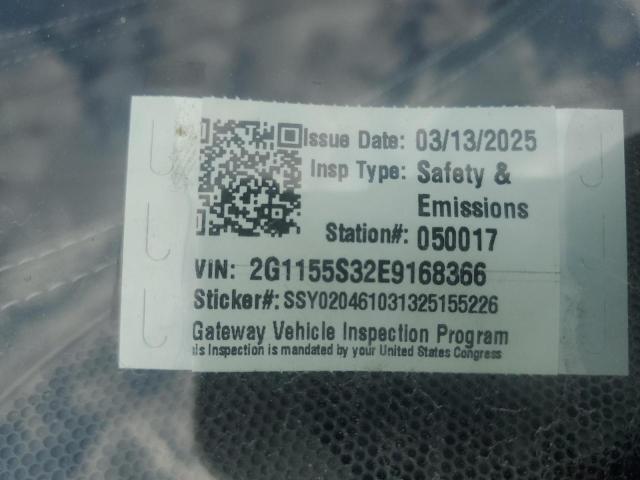 Issue Date: 03/13/2025
Insp Type: Safety &
Emissions
Station#: 050017
VIN: 2G1155S32E9168366
Sticker#: SSY020461031325155226
Gateway Vehicle Inspection Program
is Inspection is mandated by your United States Congress